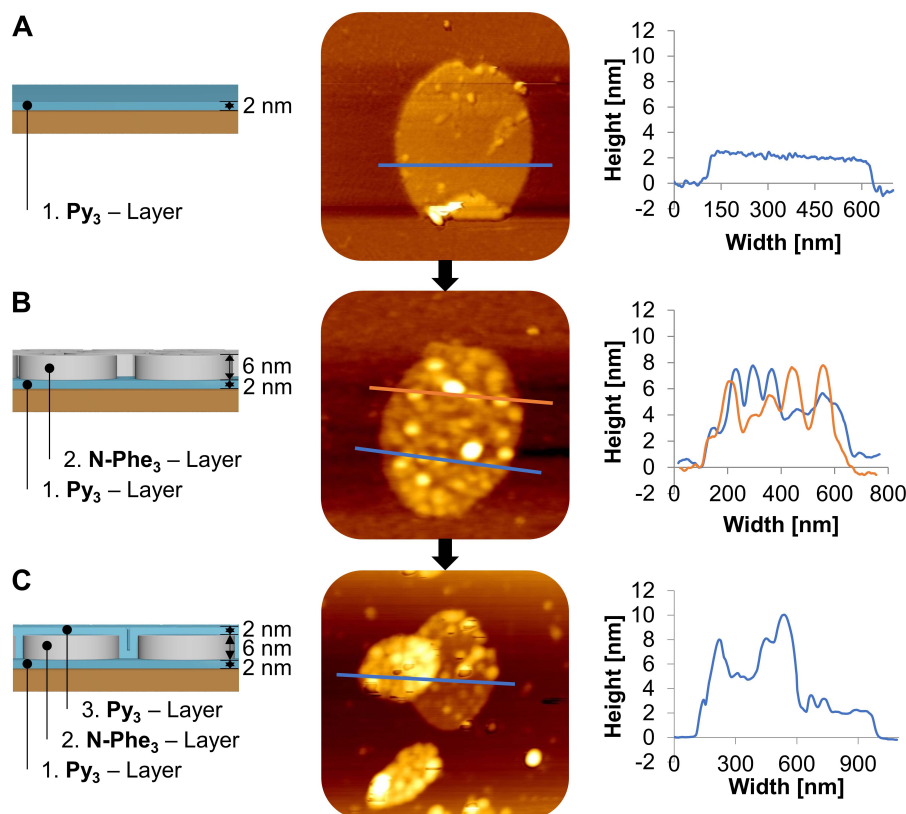 A
2 nm
1. Py3 – Layer
Height [nm]
12
10
8
6
4
2
0
-2
0 150 300 450 600
Width [nm]
B
6 nm
2 nm
2. N-Phe3 – Layer
1. Py3 – Layer
Height [nm]
12
10
8
6
4
2
0
-2
0 200 400 600 800
Width [nm]
C
2 nm
6 nm
2 nm
3. Py3 – Layer
2. N-Phe3 – Layer
1. Py3 – Layer
Height [nm]
12
10
8
6
4
2
0
-2
0 300 600 900
Width [nm]